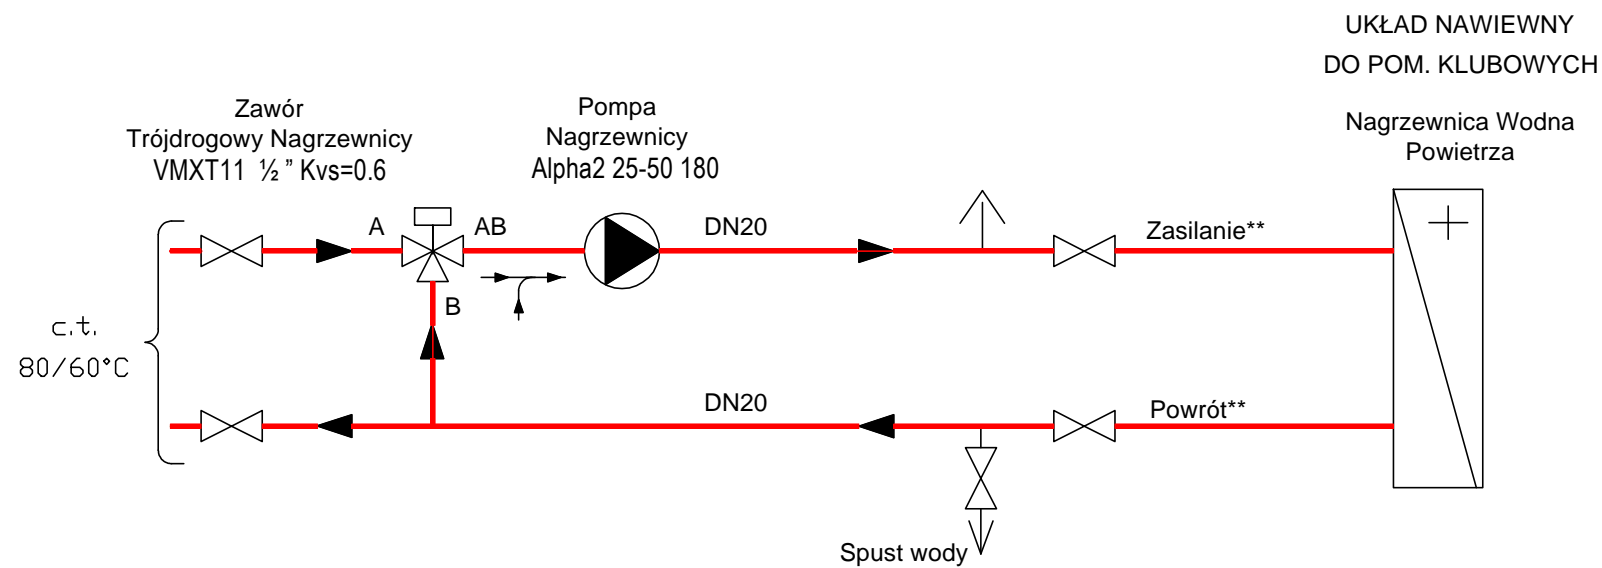 UKŁAD NAWIEWNY
DO POM. KLUBOWYCH
Zawór
Trójdrogowy Nagrzewnicy
VMXT11 ½ ” Kvs=0.6
Pompa
Nagrzewnicy
Alpha2 25-50 180
Nagrzewnica Wodna
Powietrza
A
AB
DN20
Zasilanie**
B
c.t.
80/60°C
DN20
Powrót**
Spust wody